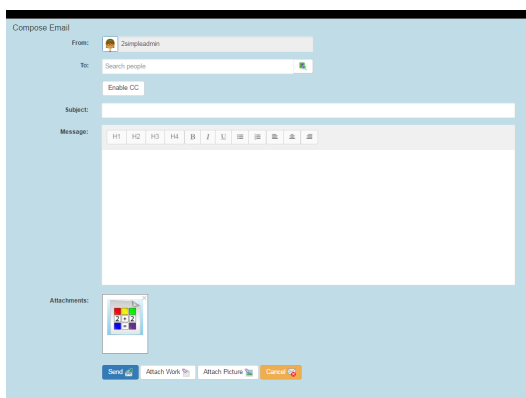 Compose Email
From: 2simpleadmin
To: Search people
Enable CC
Subject:
Message: H1 H2 H3 H4 B I U
Attachments:
2 + 2
=
Send Attach Work Attach Picture Cancel